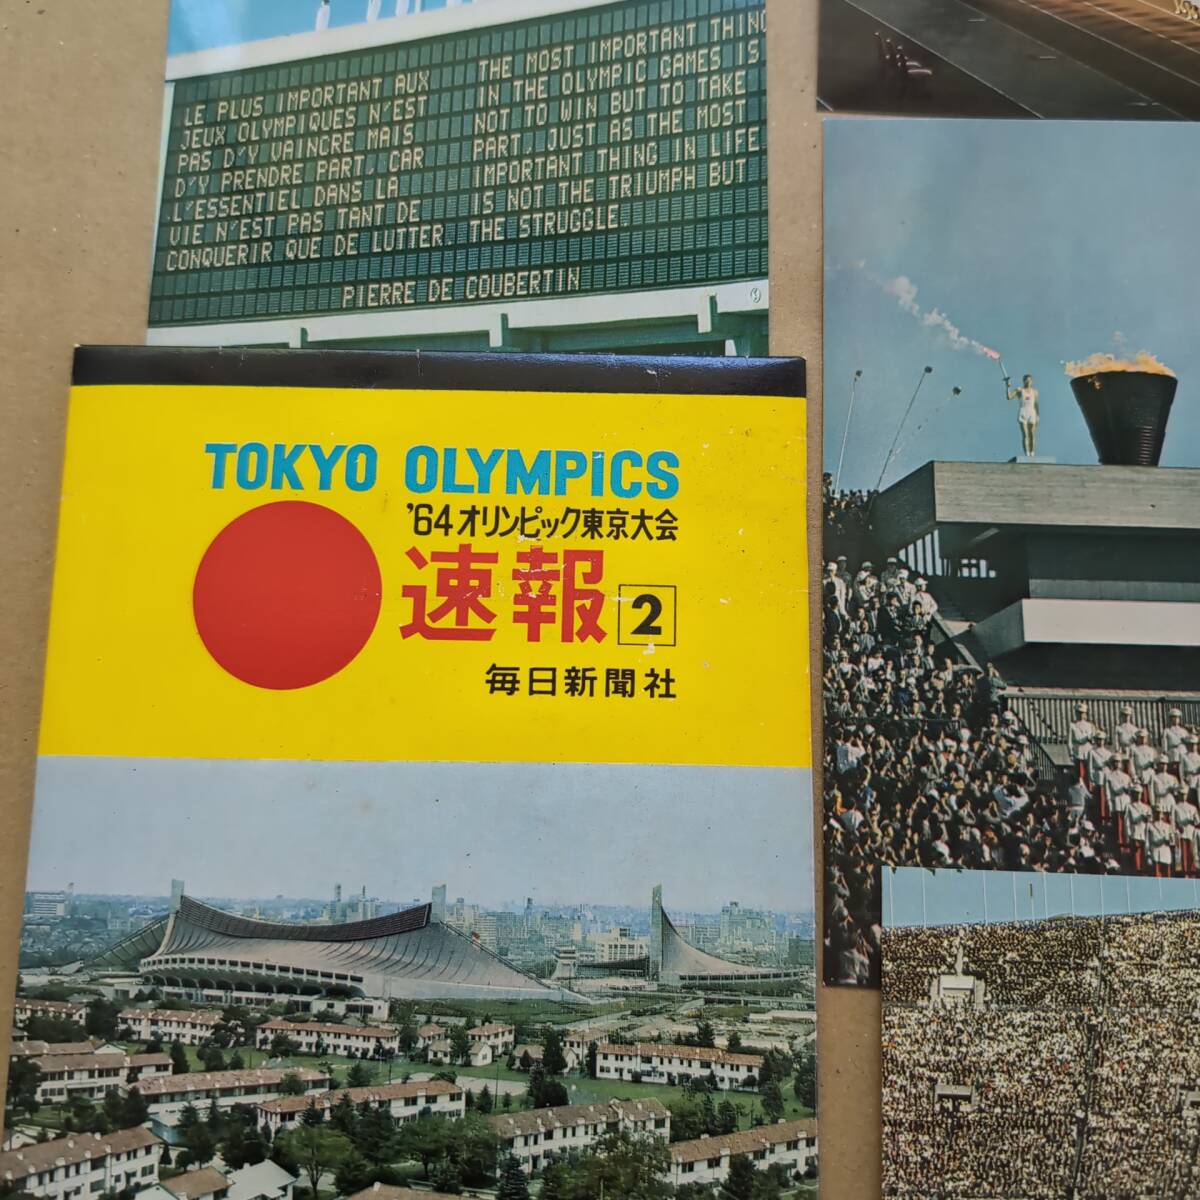 LE PLUS IMPORTANT AUX
JEUX OLYMPIQUES N'EST
PAS D'Y VAINCRE MAIS
D'Y PRENDRE PART, CAR
L'ESSENTIEL DANS LA
VIE N'EST PAS TANT DE
CONQUERIR QUE DE LUTTER.
THE MOST IMPORTANT THING
IN THE OLYMPIC GAMES IS
NOT TO WIN BUT TO TAKE
PART, JUST AS THE MOST
IMPORTANT THING IN LIFE
IS NOT THE TRIUMPH BUT
THE STRUGGLE.
PIERRE DE COUBERTIN
TOKYO OLYMPICS
'64オリンピック東京大会
速報 2
毎日新聞社